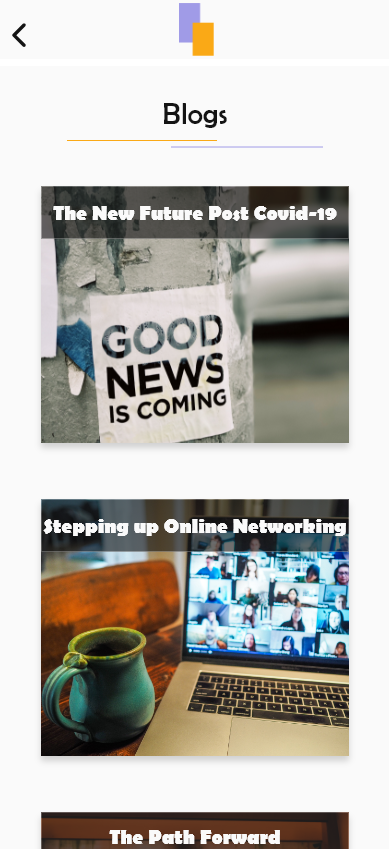 Blogs
The New Future Post Covid-19
GOOD
NEWS
IS COMING
Stepping up Online Networking
The Path Forward